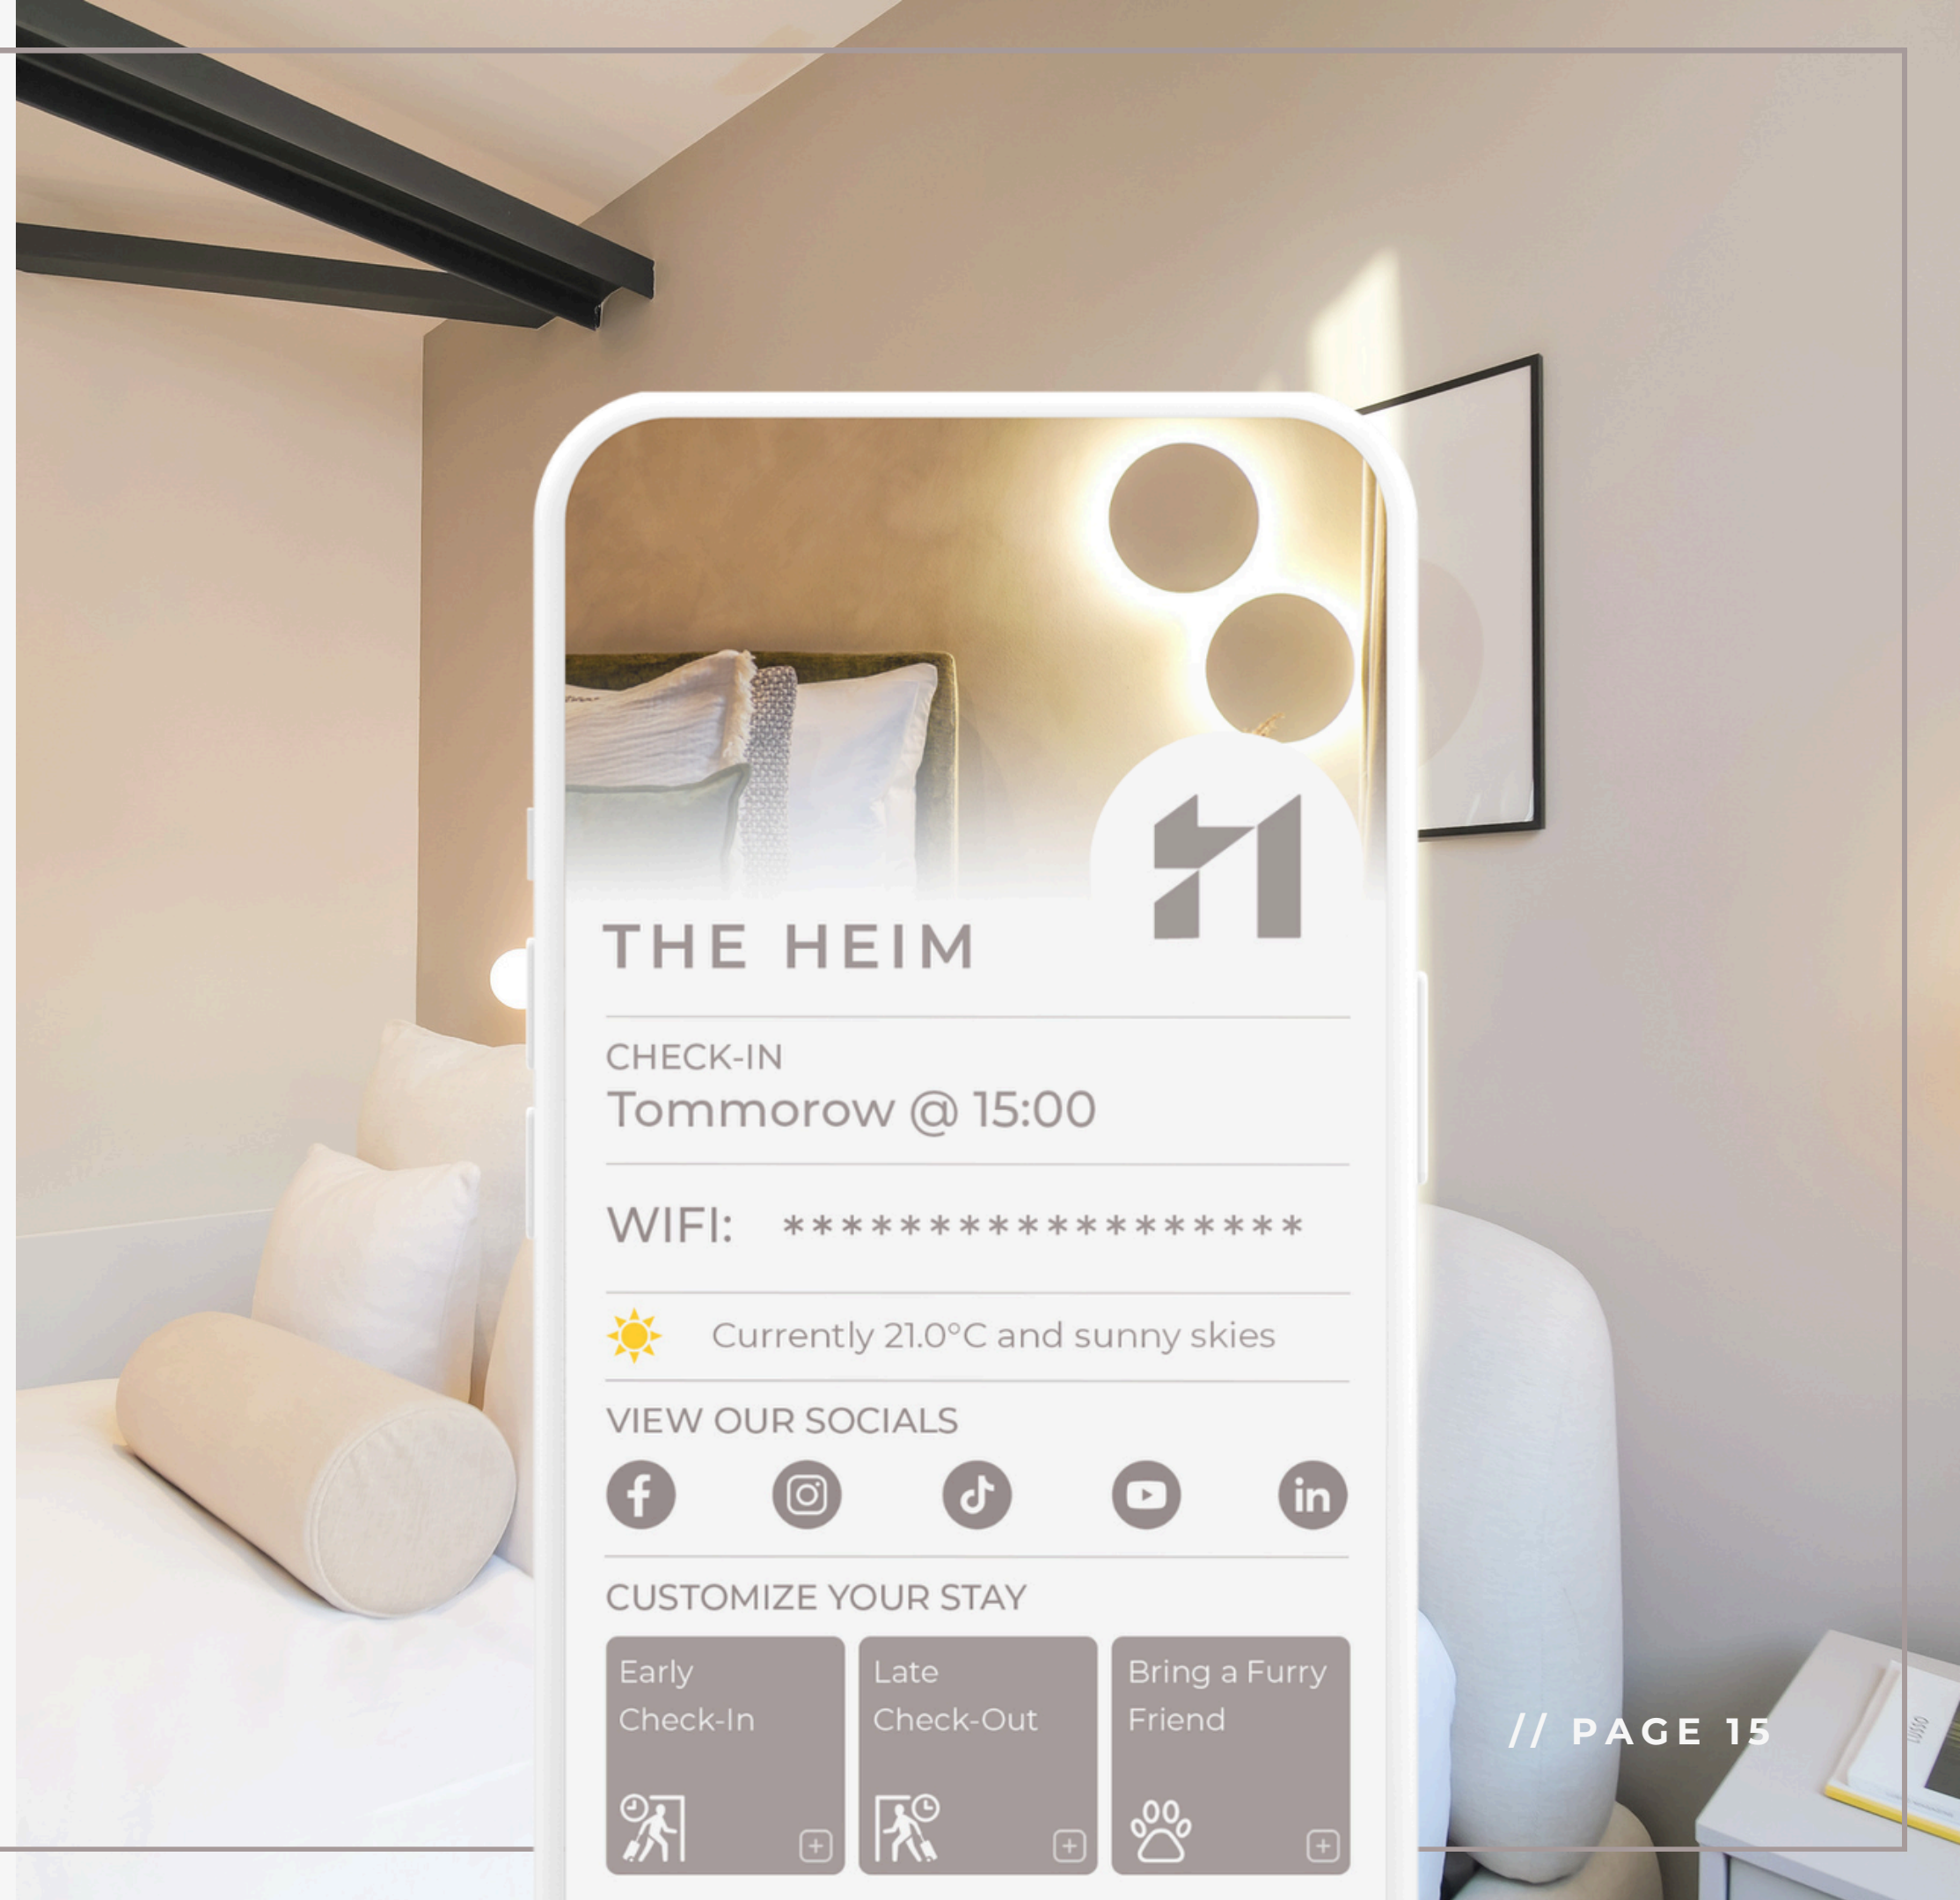 THE HEIM
CHECK-IN
Tommorow @ 15:00
WIFI: ******************
Currently 21.0°C and sunny skies
VIEW OUR SOCIALS
CUSTOMIZE YOUR STAY
Early
Check-In
Late
Check-Out
Bring a Furry
Friend
// PAGE 15
LUSSO